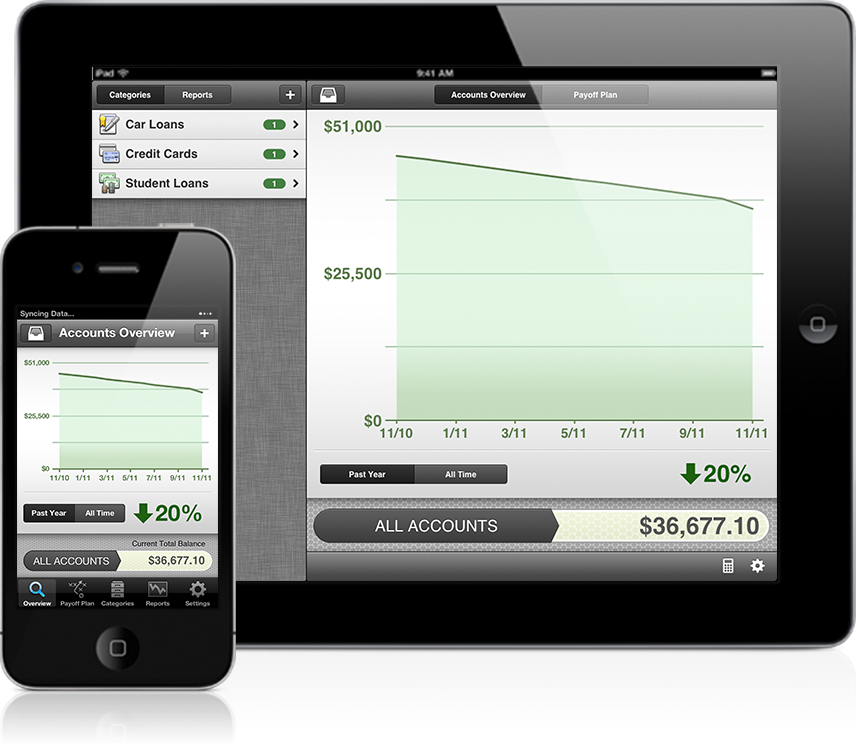 iPad
9:41 AM
Categories
Reports
+
Accounts Overview
Payoff Plan
Car Loans
1
Credit Cards
1
Student Loans
1
$51,000
$25,500
$0
11/10
1/11
3/11
5/11
7/11
9/11
11/11
Past Year
All Time
20%
ALL ACCOUNTS
$36,677.10
Syncing Data...
Accounts Overview
+
$51,000
$25,500
$0
11/10
1/11
3/11
5/11
7/11
9/11
11/11
Past Year
All Time
20%
Current Total Balance
ALL ACCOUNTS
$36,677.10
Overview
Payoff Plan
Categories
Reports
Settings